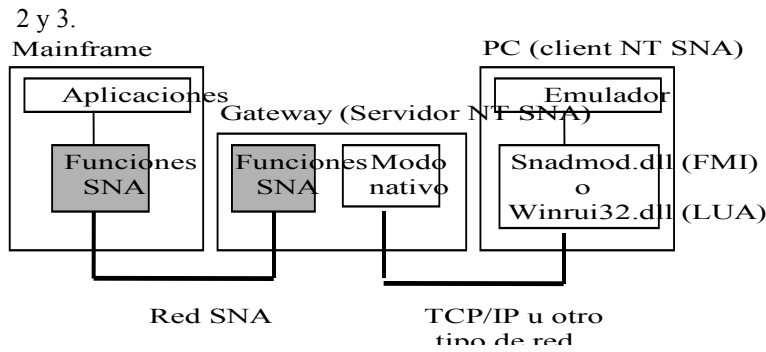 2 y 3.
Mainframe
PC (client NT SNA)
Aplicaciones
Emulador
Gateway (Servidor NT SNA)
Funciones
SNA
Funciones
SNA
Modo
nativo
Snadmod.dll (FMI)
o
Winrui32.dll (LUA)
Red SNA
TCP/IP u otro
tipo de red